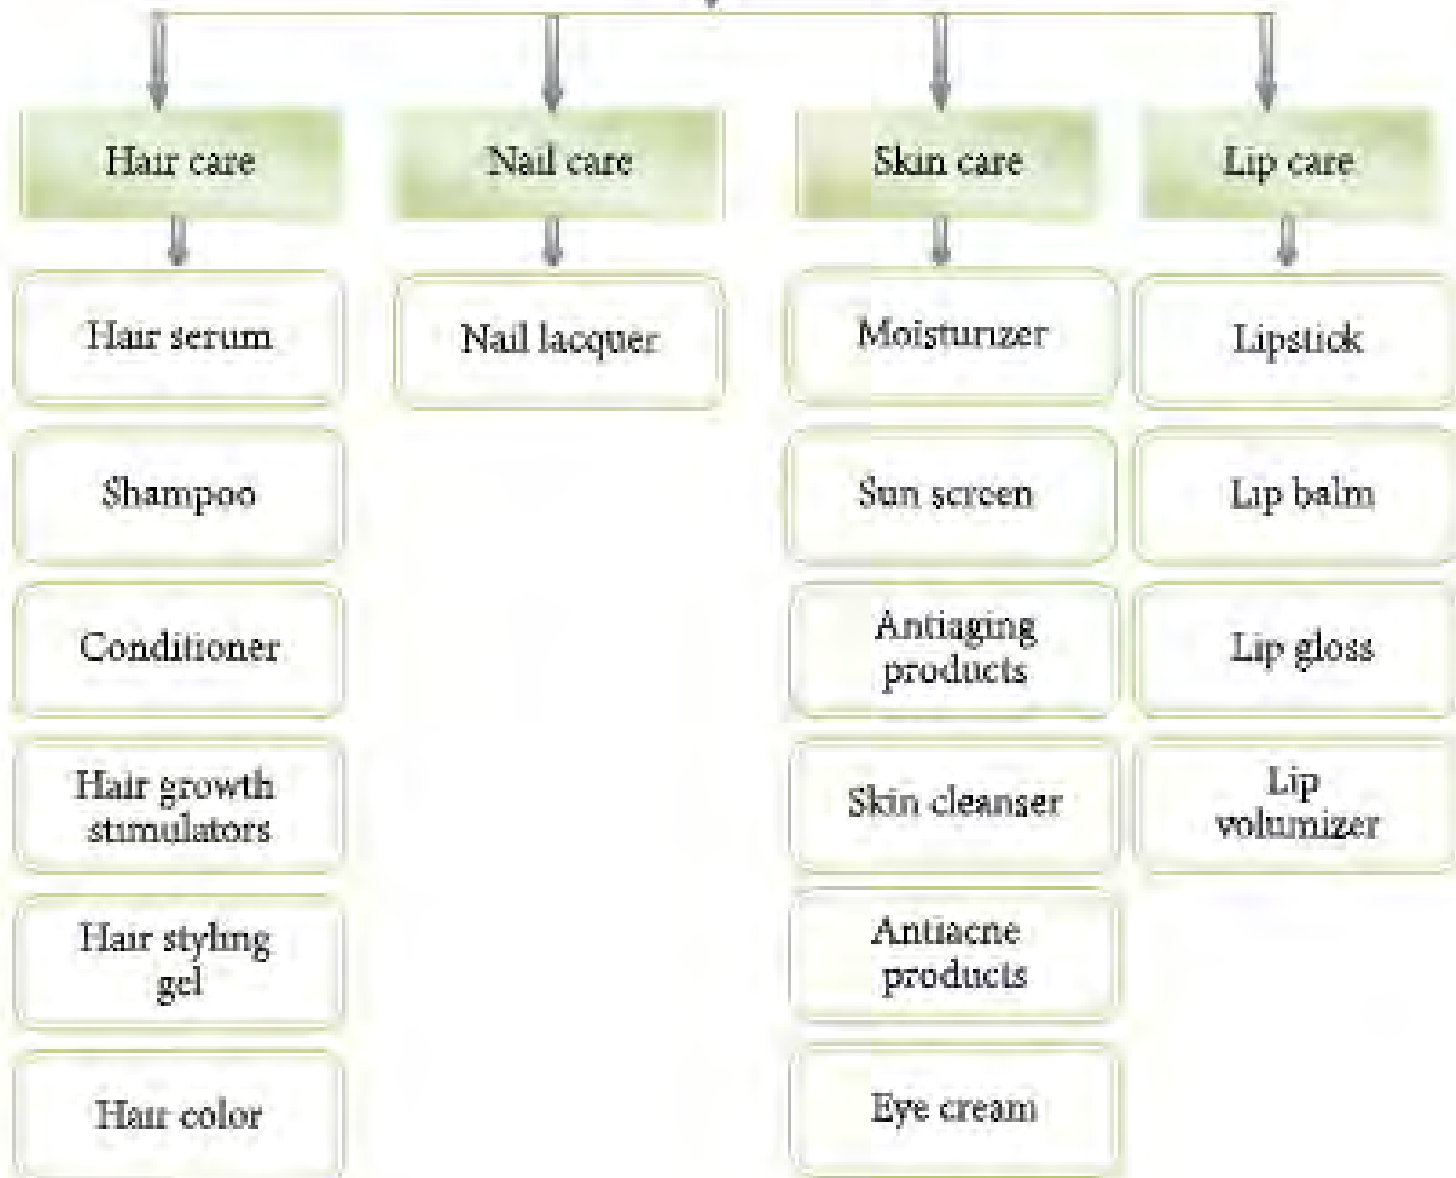 Hair care
Nail care
Skin care
Lip care
Hair serum
Nail lacquer
Moisturizer
Lipstick
Shampoo
Sun screen
Lip balm
Conditioner
Antiaging
products
Lip gloss
Hair growth
stimulators
Skin cleanser
Lip
volumizer
Hair styling
gel
Antiacne
products
Hair color
Eye cream